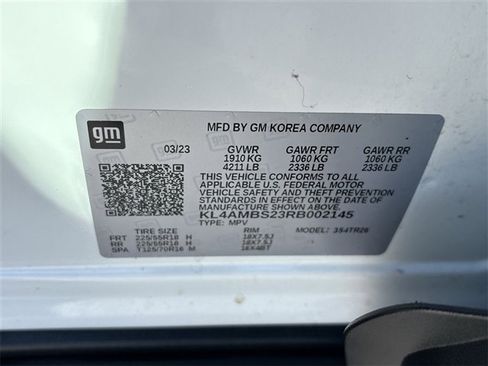 gm
MFD BY GM KOREA COMPANY
03/23 GVWR GAWR FRT GAWR RR
1910 KG 1060 KG 1060 KG
4211 LB 2336 LB 2336 LB
THIS VEHICLE CONFORMS TO ALL
APPLICABLE U.S. FEDERAL MOTOR
VEHICLE SAFETY AND THEFT PREVENTION
STANDARDS IN EFFECT ON THE DATE OF
MANUFACTURE SHOWN ABOVE.
KL4AMBS23RB002145
TYPE: MPV
TIRE SIZE RIM MODEL: 354TR26
FRT 225/55R18 H 18X7.5J
RR 225/55R18 H 18X7.5J
SPA T125/70R16 M 16X4BT